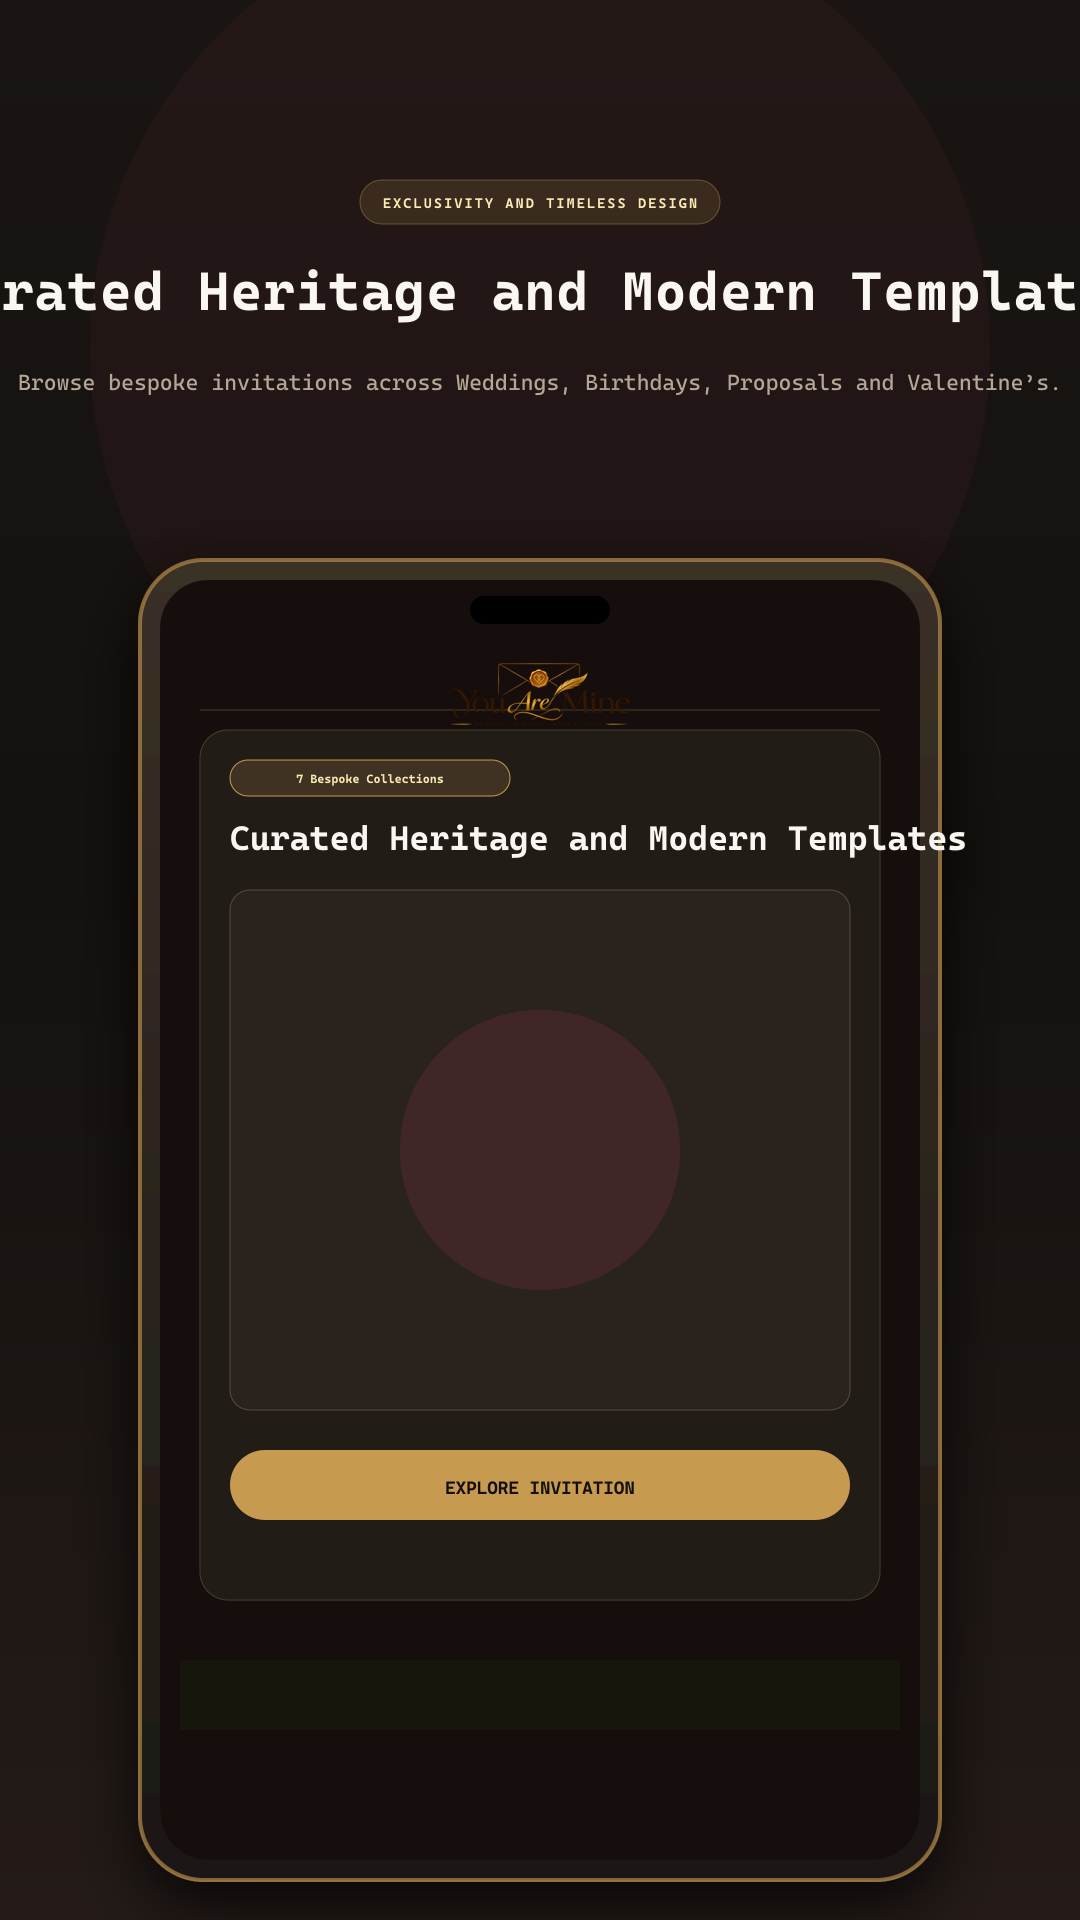 EXCLUSIVITY AND TIMELESS DESIGN
rated Heritage and Modern Templat
Browse bespoke invitations across Weddings, Birthdays, Proposals and Valentine’s.
You Are Mine
7 Bespoke Collections
Curated Heritage and Modern Templates
EXPLORE INVITATION